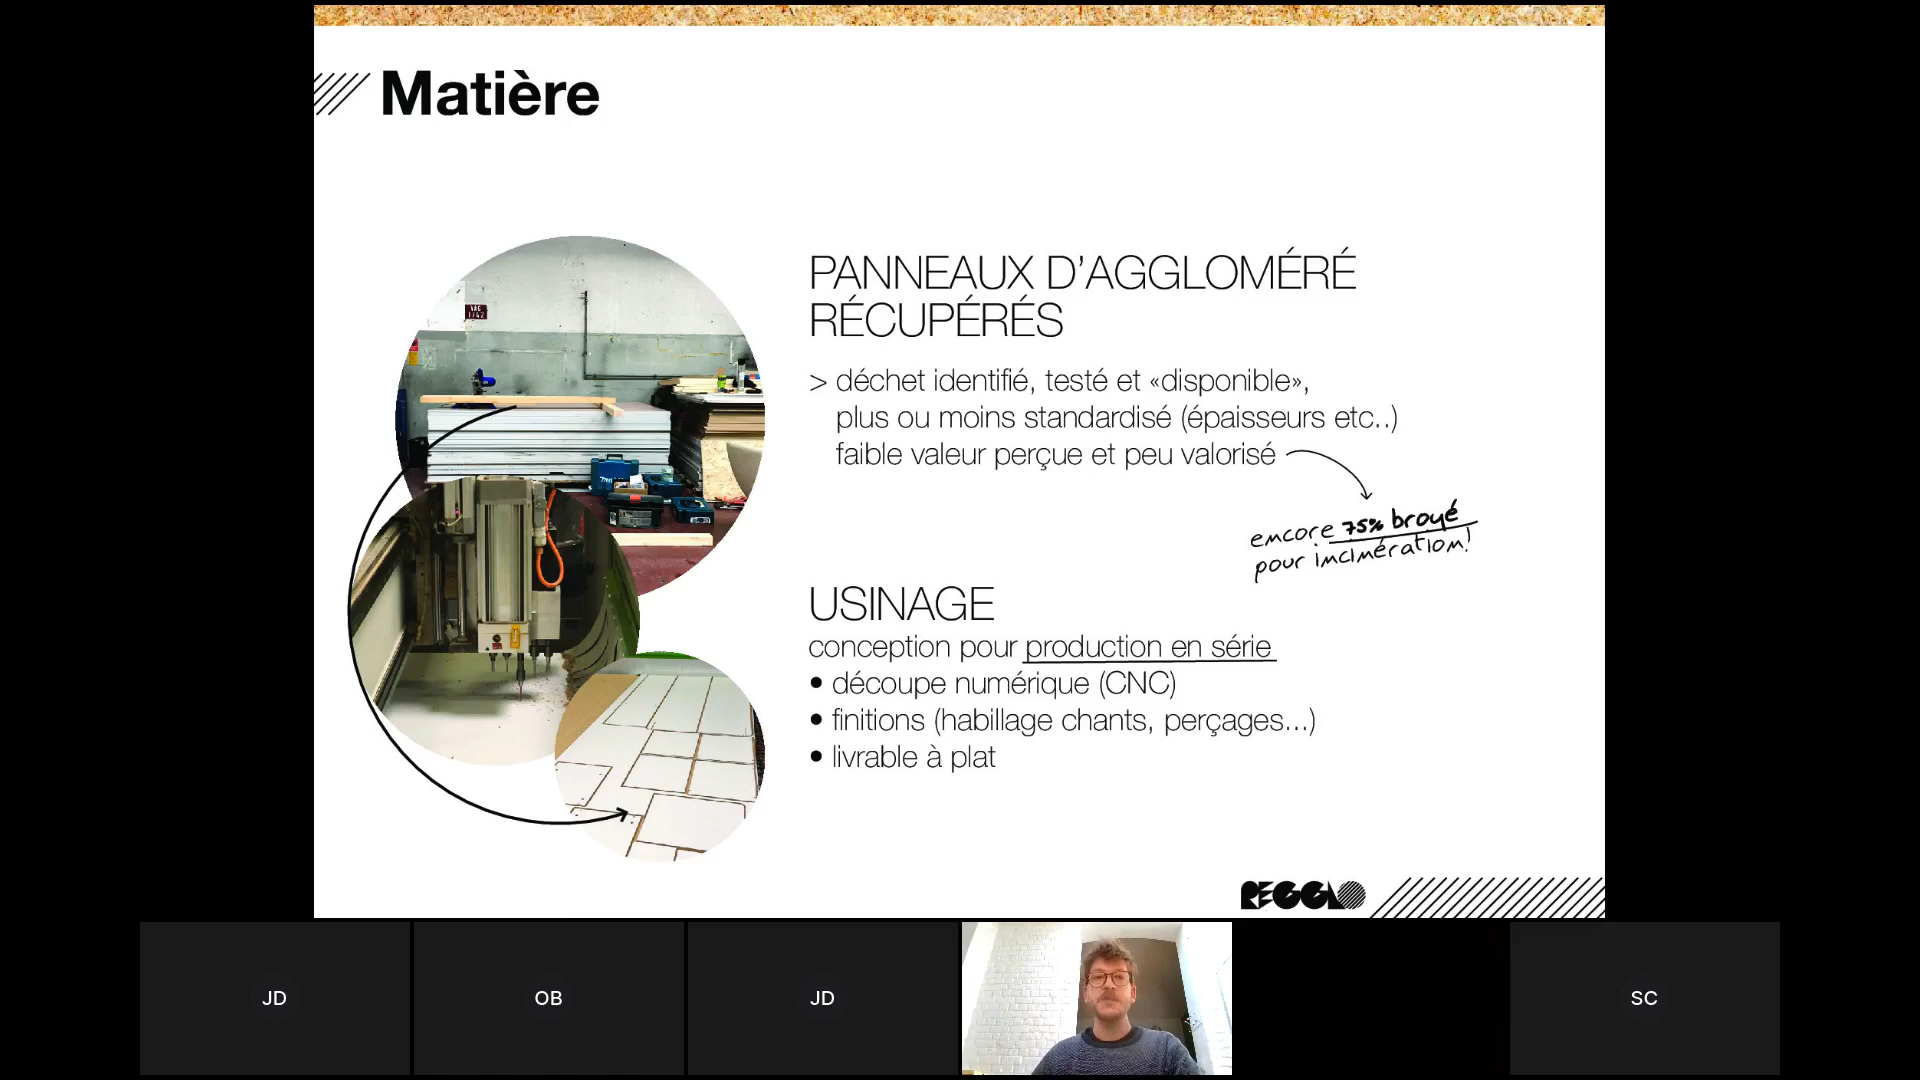 Matière
PANNEAUX D'AGGLOMÉRÉ
RÉCUPÉRÉS
> déchet identifié, testé et «disponible»,
plus ou moins standardisé (épaisseurs etc..)
faible valeur perçue et peu valorisé
encore 75% broyé
pour incinération!
USINAGE
conception pour production en série
• découpe numérique (CNC)
• finitions (habillage chants, perçages...)
• livrable à plat
REGGLO
JD
OB
JD
SC